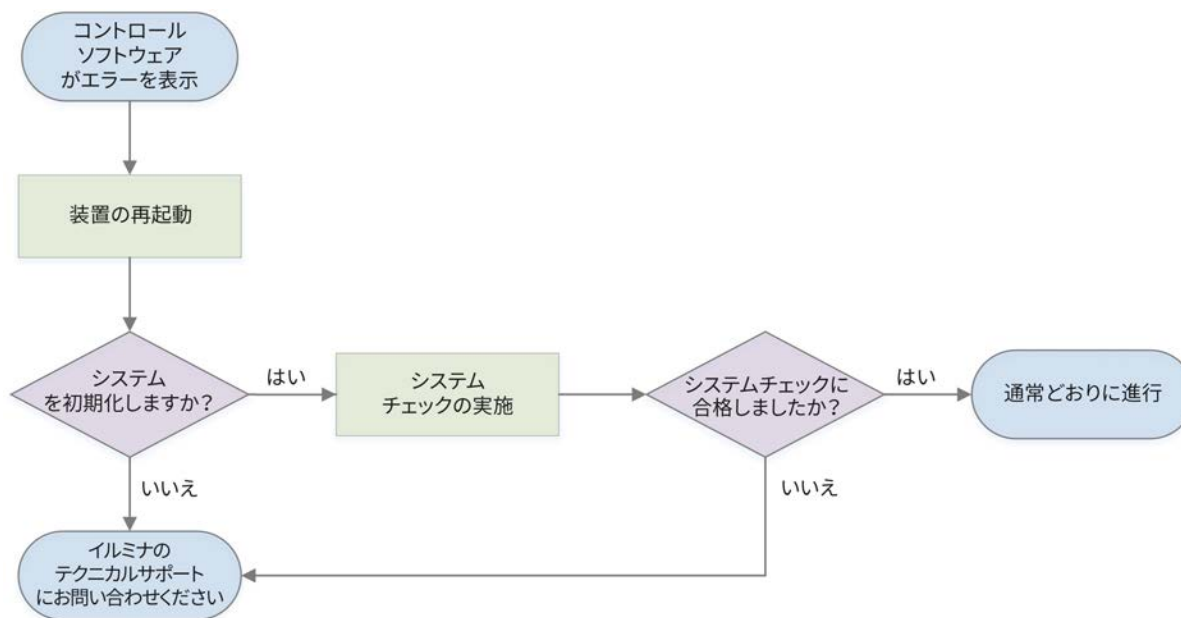 コントロール
ソフトウェア
がエラーを表示
装置の再起動
システム
を初期化しますか？
はい
システム
チェックの実施
システムチェックに
合格しましたか？
はい
通常どおりに進行
いいえ
いいえ
イルミナの
テクニカルサポート
にお問い合わせください